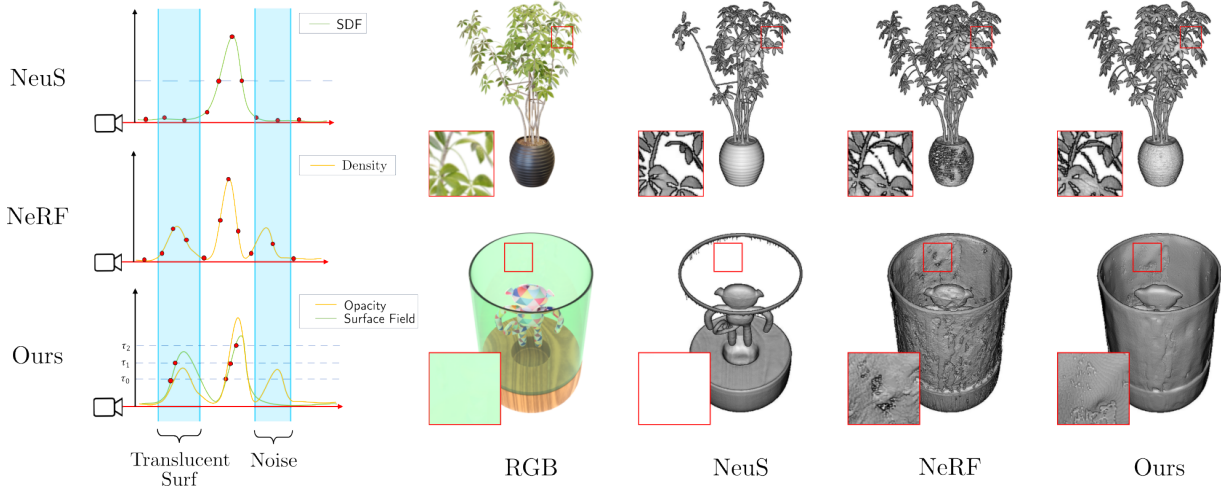 SDF
NeuS
Density
NeRF
Opacity
Surface Field
τ₂
τ₁
τ₀
Ours
Translucent
Surf
Noise
RGB
NeuS
NeRF
Ours